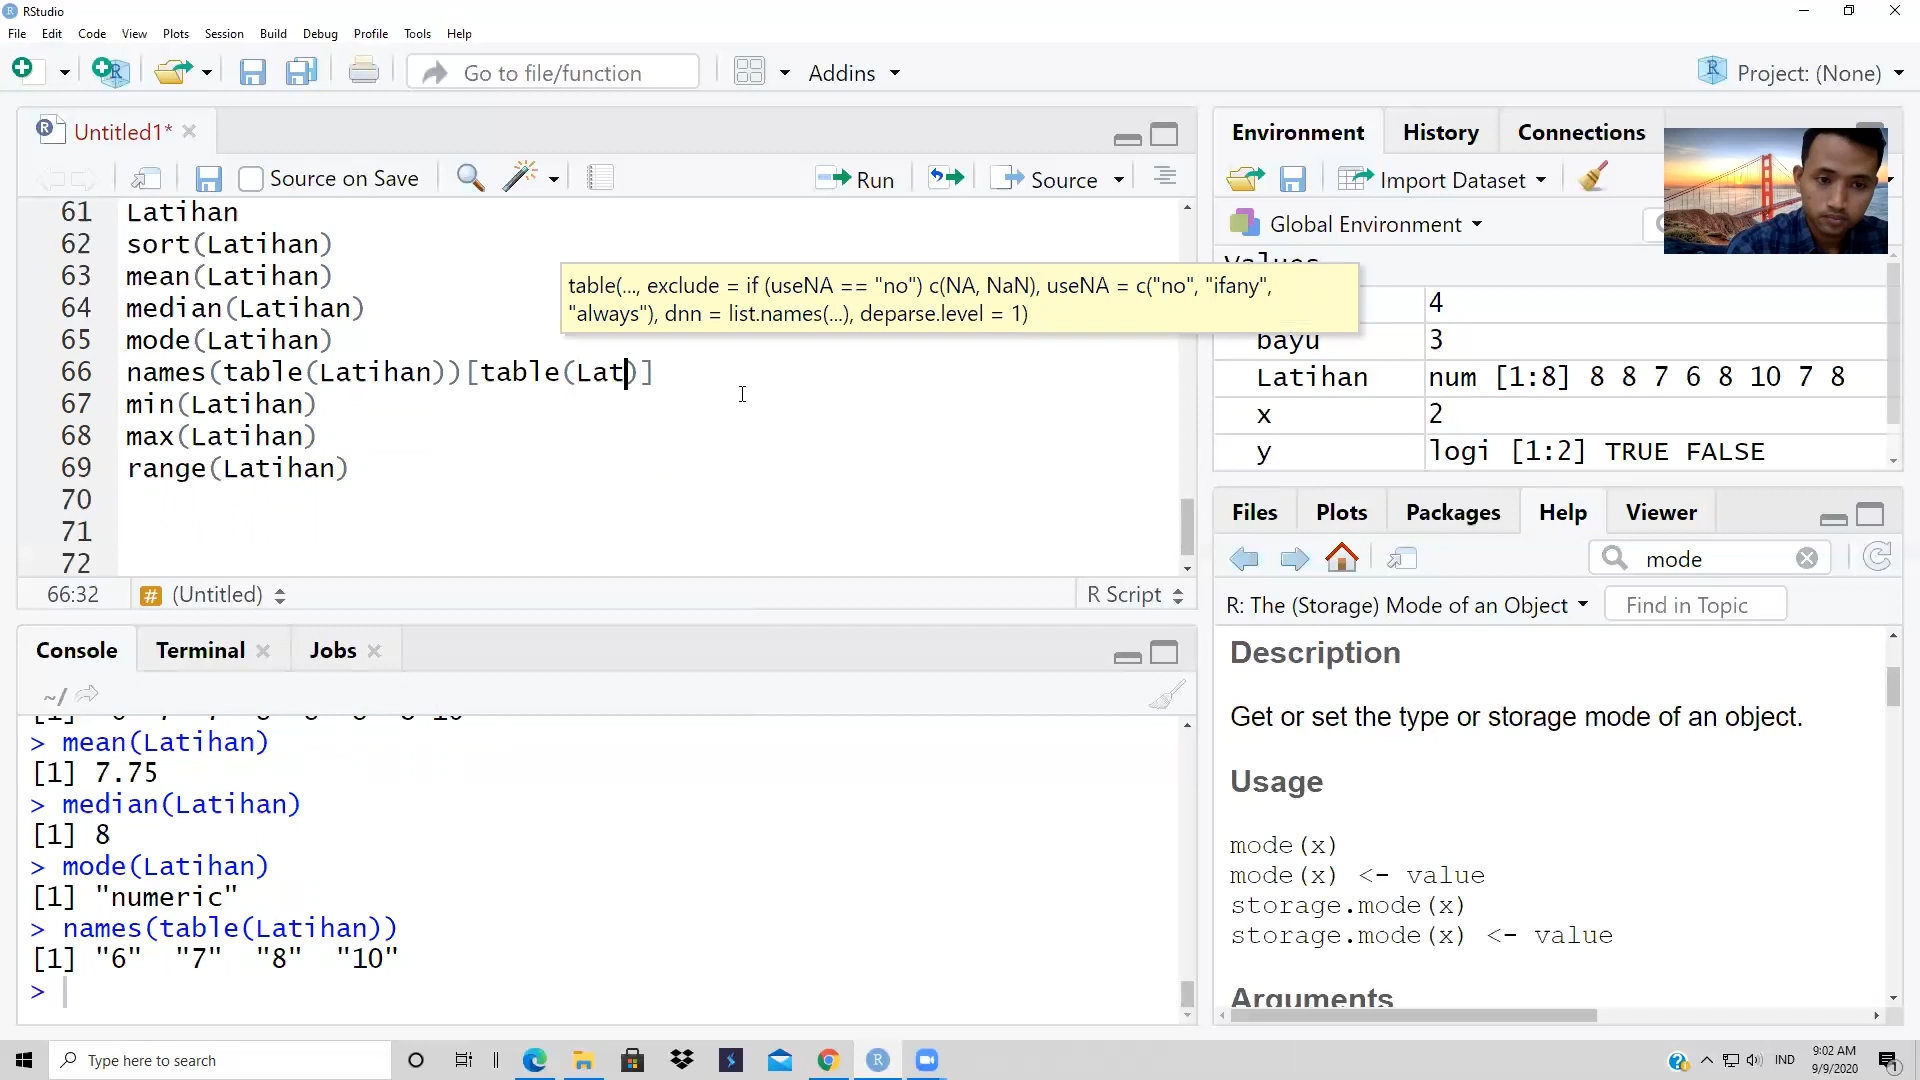 RStudio
File Edit Code View Plots Session Build Debug Profile Tools Help
Go to file/function
Addins
Project: (None)
Untitled1*
Source on Save
Run
Source
61 Latihan
62 sort(Latihan)
63 mean(Latihan)
64 median(Latihan)
65 mode(Latihan)
66 names(table(Latihan))[table(Lat)]
67 min(Latihan)
68 max(Latihan)
69 range(Latihan)
70
71
72
table(..., exclude = if (useNA == "no") c(NA, NaN), useNA = c("no", "ifany",
"always"), dnn = list.names(...), deparse.level = 1)
66:32
(Untitled)
R Script
Console Terminal Jobs
~/
> mean(Latihan)
[1] 7.75
> median(Latihan)
[1] 8
> mode(Latihan)
[1] "numeric"
> names(table(Latihan))
[1] "6" "7" "8" "10"
>
Environment History Connections
Import Dataset
Global Environment
Values
4
bayu 3
Latihan num [1:8] 8 8 7 6 8 10 7 8
x 2
y logi [1:2] TRUE FALSE
Files Plots Packages Help Viewer
mode
R: The (Storage) Mode of an Object
Find in Topic
Description
Get or set the type or storage mode of an object.
Usage
mode(x)
mode(x) <- value
storage.mode(x)
storage.mode(x) <- value
Arguments
Type here to search
IND
9:02 AM
9/9/2020